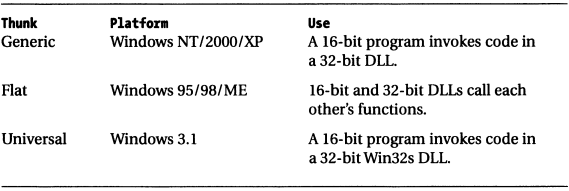 Thunk Platform Use
Generic Windows NT/2000/XP A 16-bit program invokes code in
a 32-bit DLL.
Flat Windows 95/98/ME 16-bit and 32-bit DLLs call each
other's functions.
Universal Windows 3.1 A 16-bit program invokes code in
a 32-bit Win32s DLL.